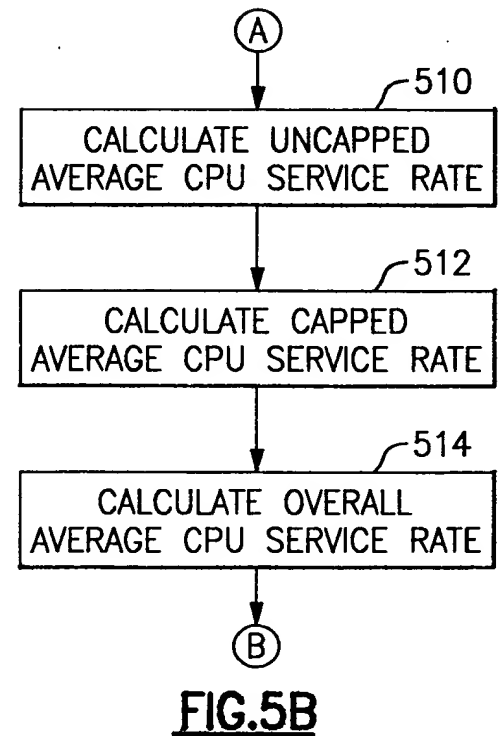 A
510
CALCULATE UNCAPPED
AVERAGE CPU SERVICE RATE
512
CALCULATE CAPPED
AVERAGE CPU SERVICE RATE
514
CALCULATE OVERALL
AVERAGE CPU SERVICE RATE
B
FIG.5B